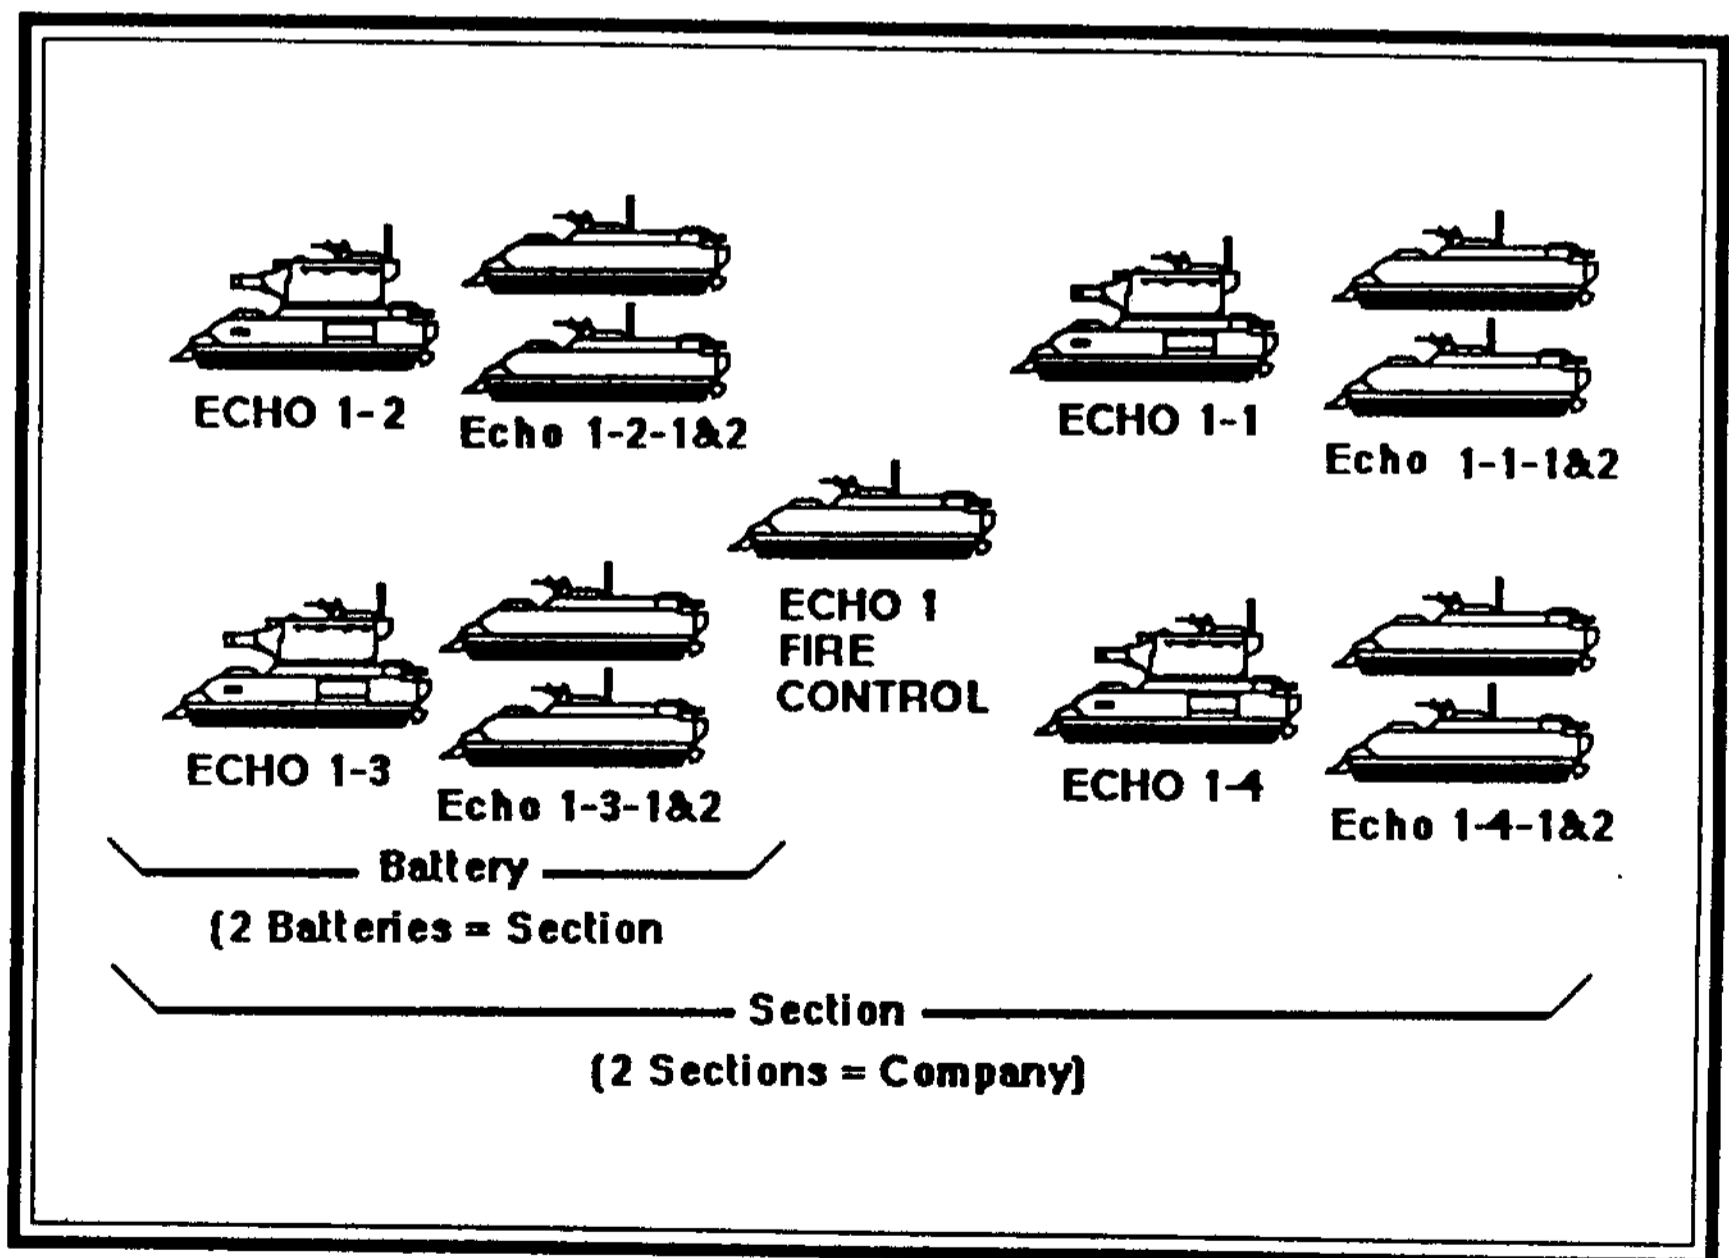 ECHO 1-2
Echo 1-2-1&2
ECHO 1-1
Echo 1-1-1&2
ECHO 1
FIRE
CONTROL
ECHO 1-3
Echo 1-3-1&2
ECHO 1-4
Echo 1-4-1&2
Battery
(2 Batteries = Section
Section
(2 Sections = Company)